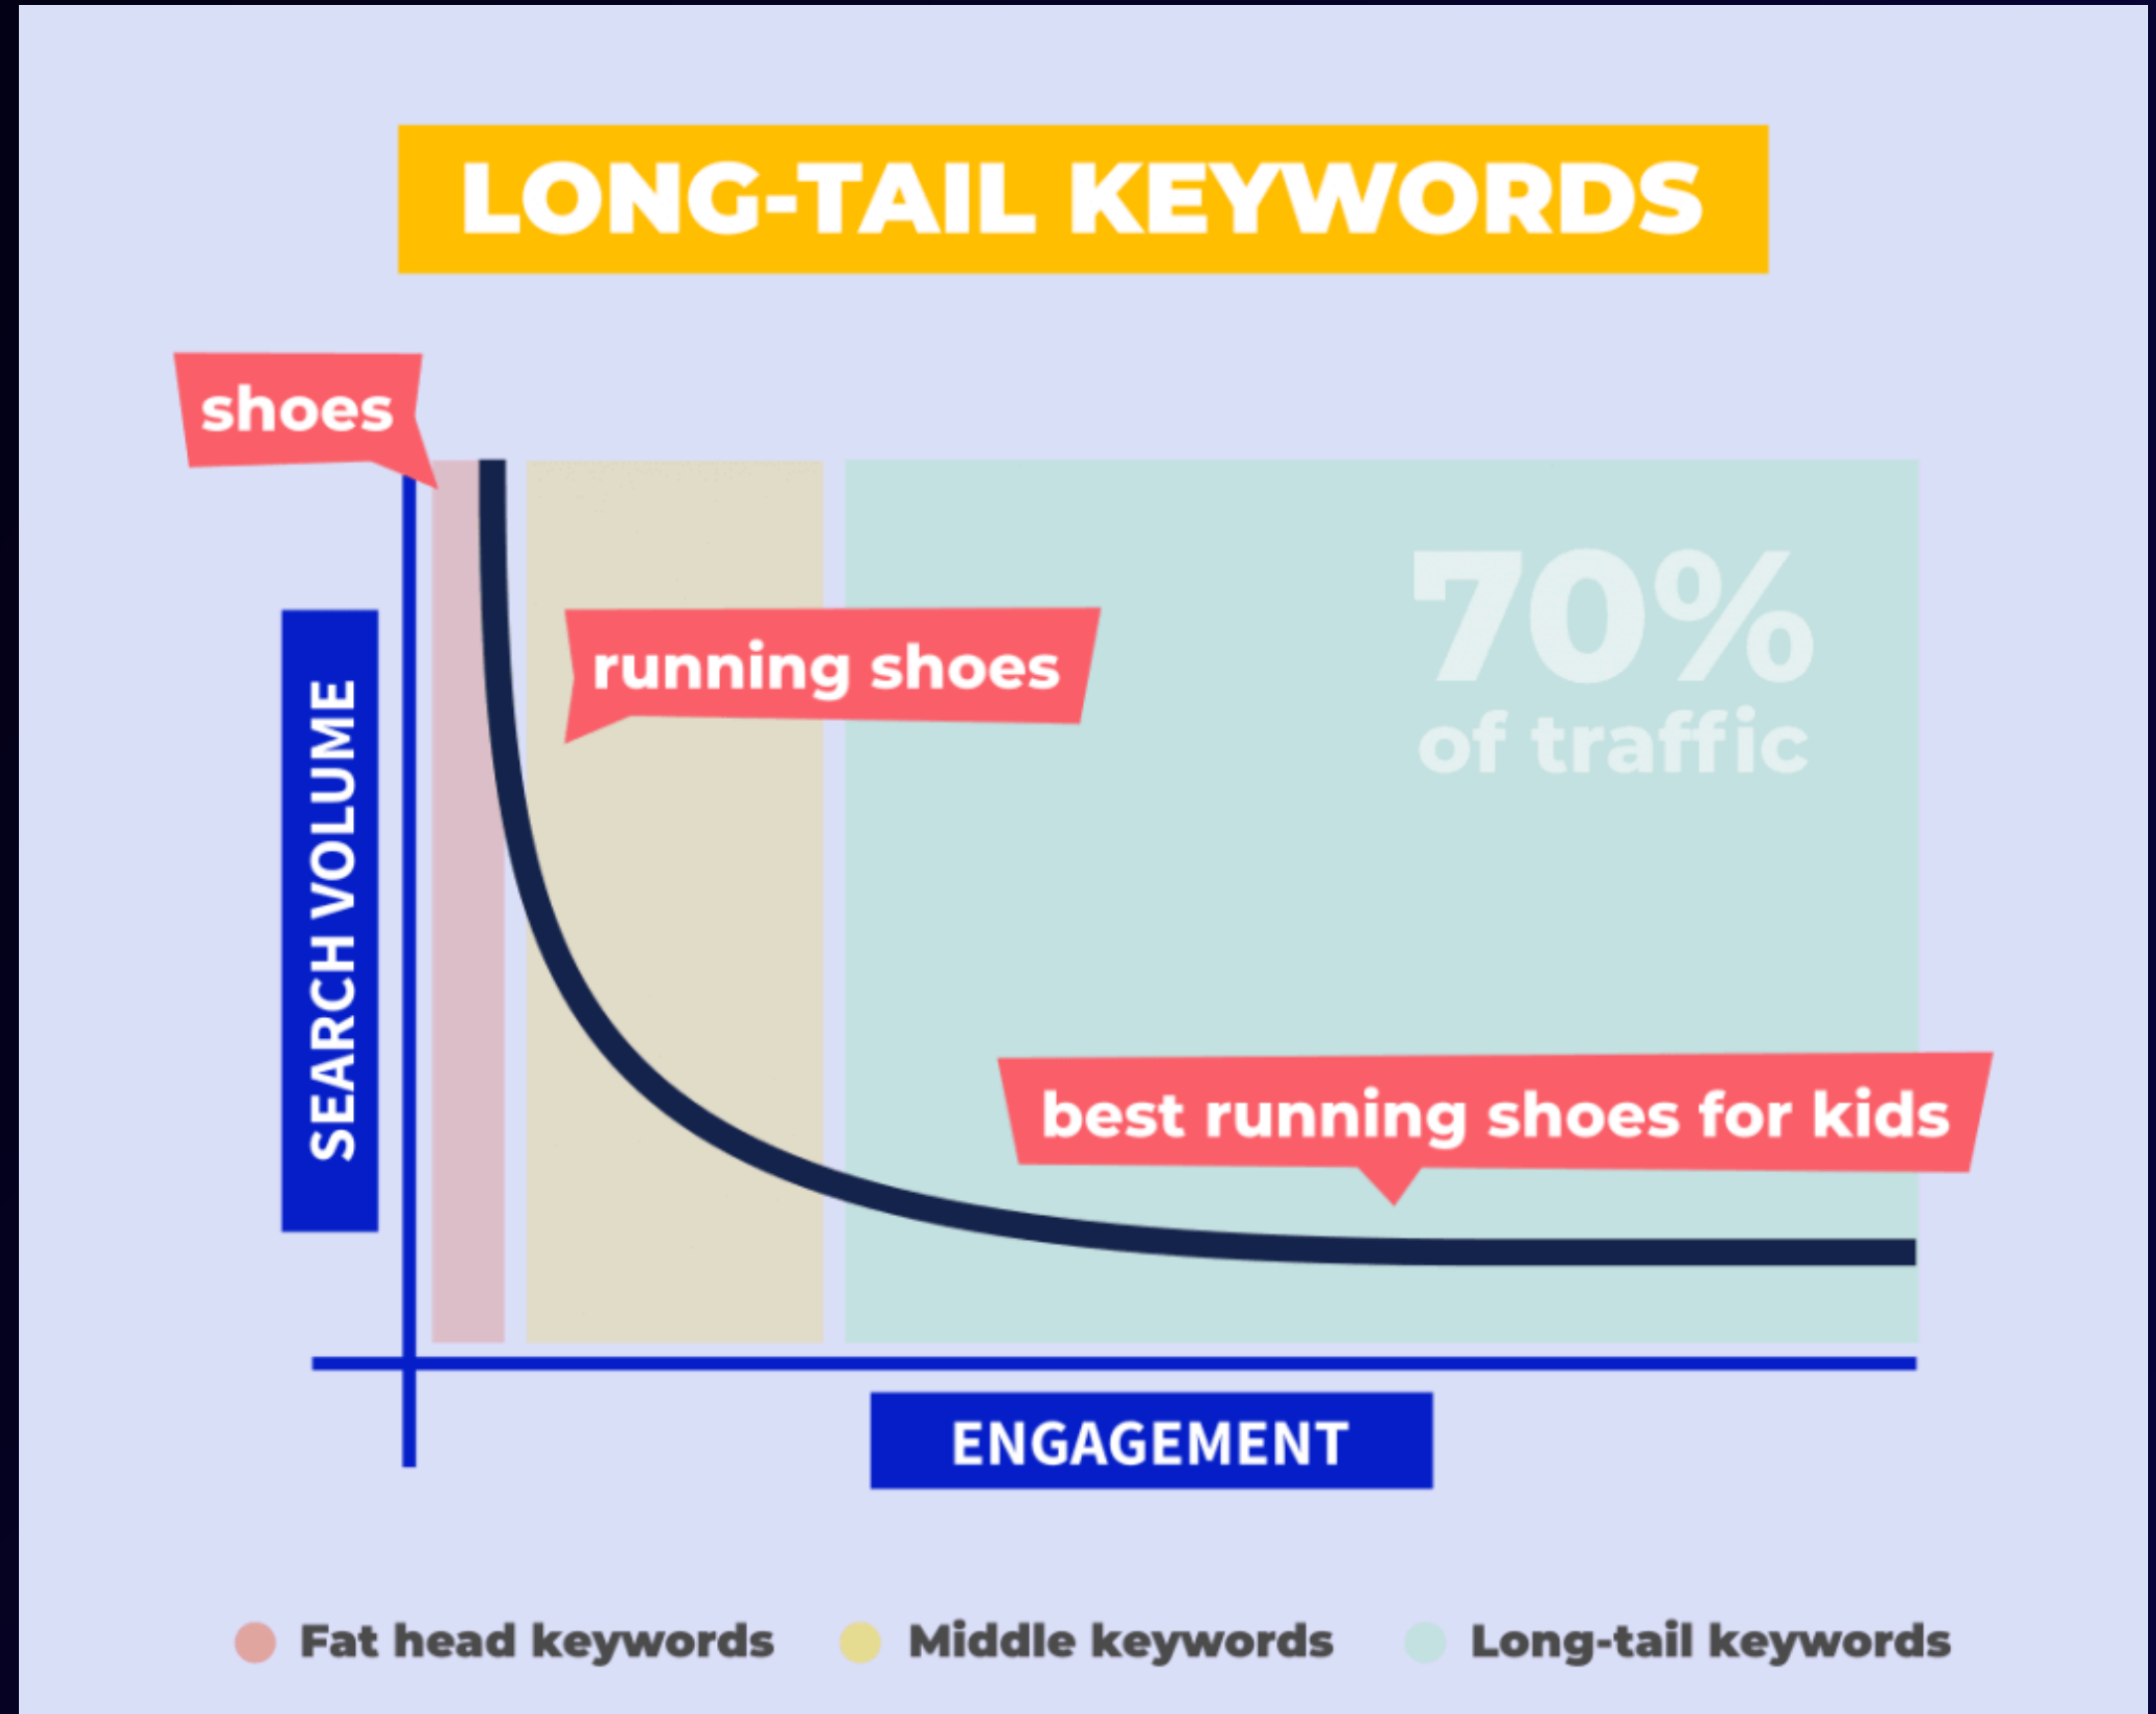 LONG-TAIL KEYWORDS
shoes
running shoes
70%
of traffic
SEARCH VOLUME
best running shoes for kids
ENGAGEMENT
Fat head keywords
Middle keywords
Long-tail keywords